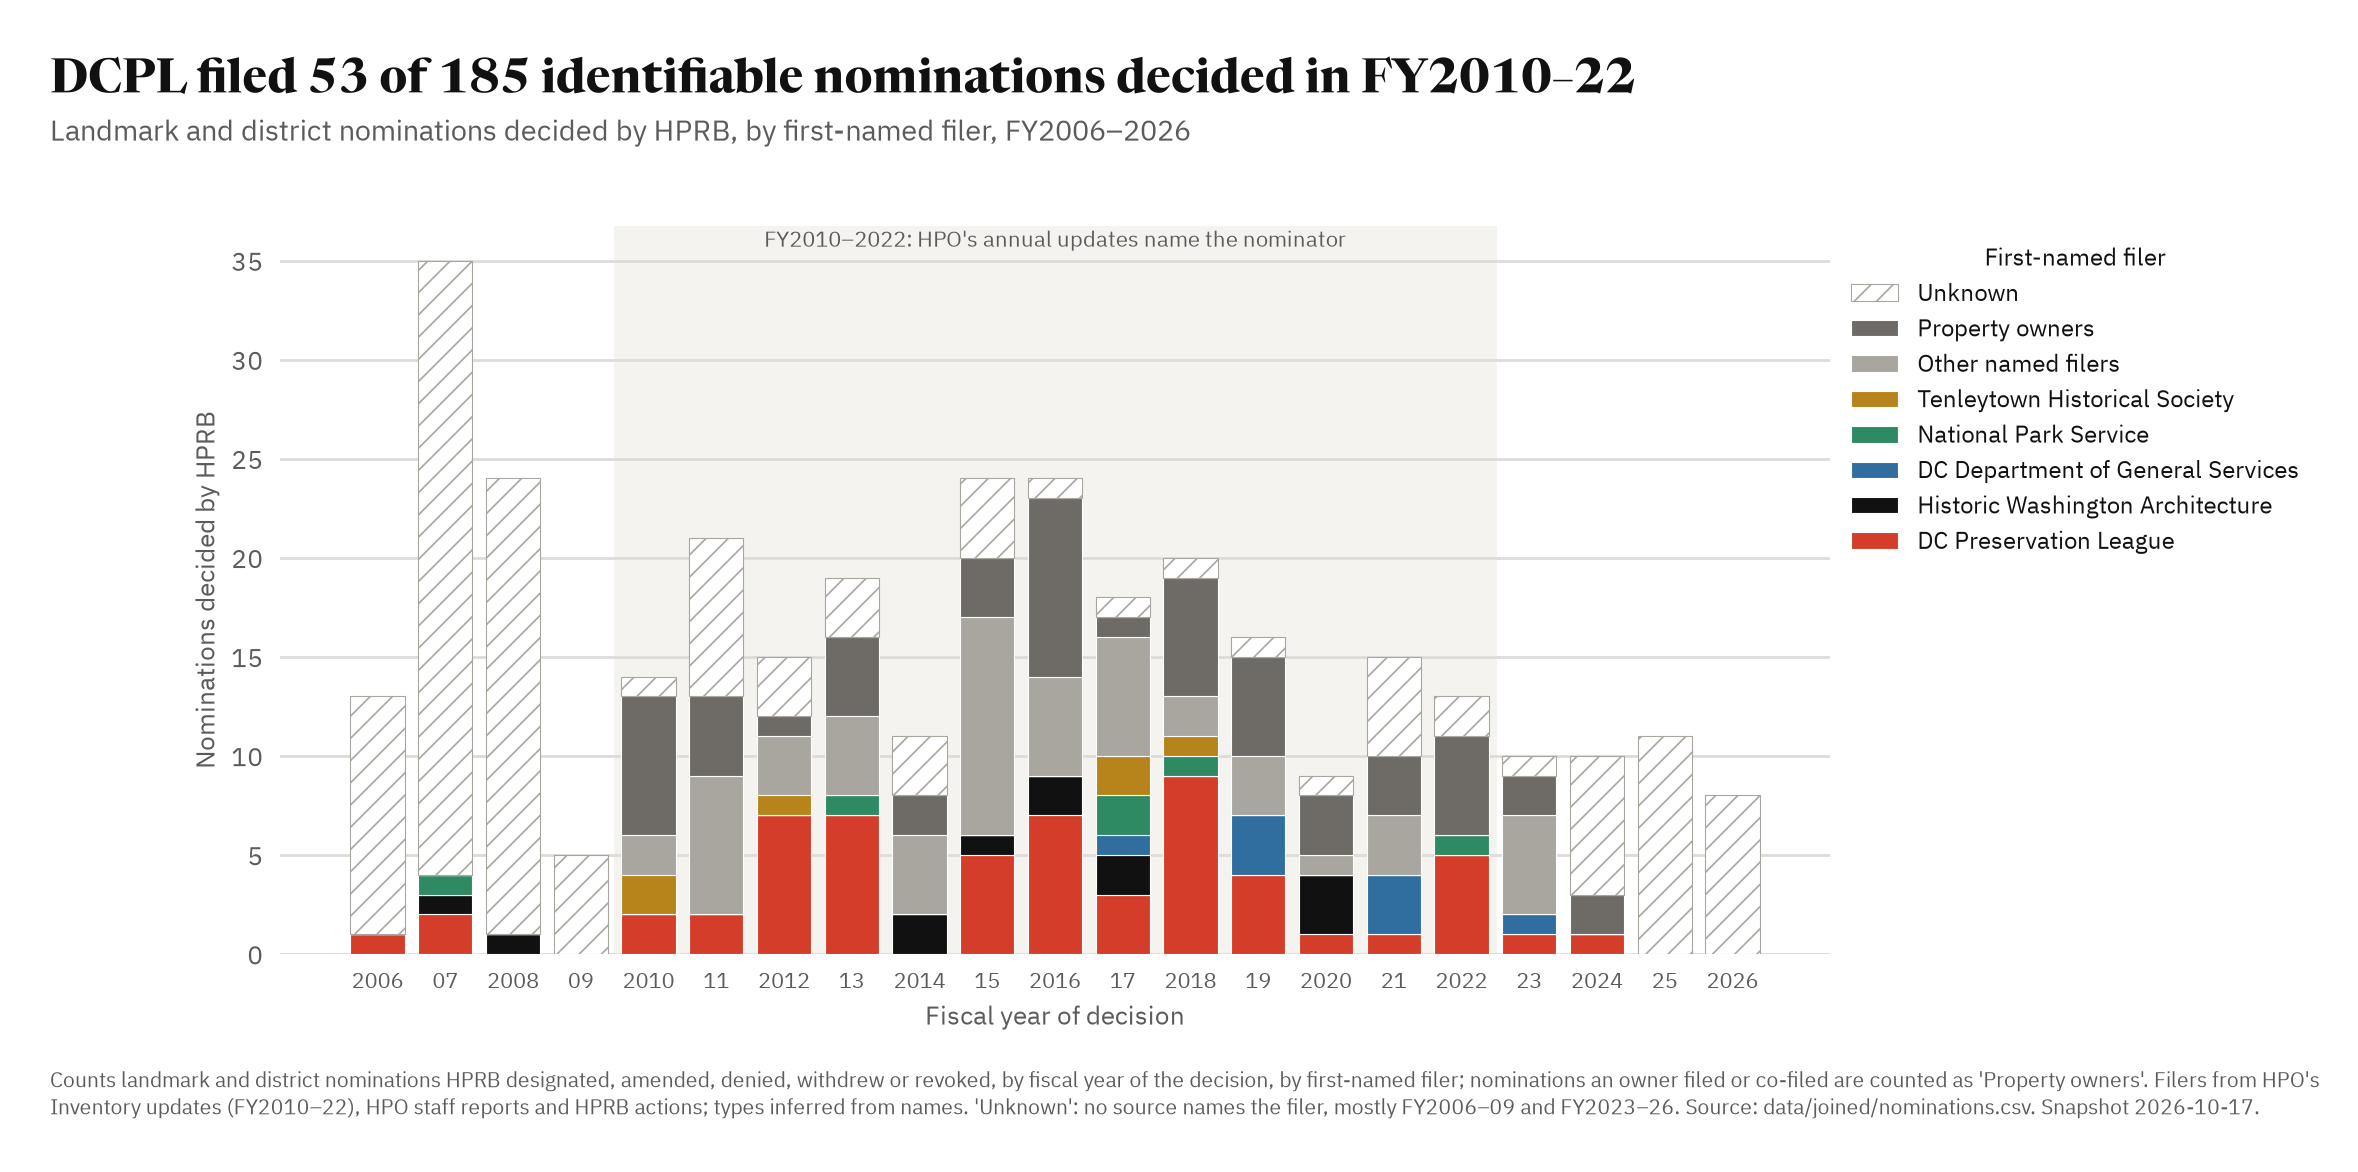 DCPL filed 53 of 185 identifiable nominations decided in FY2010–22
Landmark and district nominations decided by HPRB, by first-named filer, FY2006–2026
FY2010–2022: HPO's annual updates name the nominator
Nominations decided by HPRB
35
30
25
20
15
10
5
0
2006 07 2008 09 2010 11 2012 13 2014 15 2016 17 2018 19 2020 21 2022 23 2024 25 2026
Fiscal year of decision
First-named filer
Unknown
Property owners
Other named filers
Tenleytown Historical Society
National Park Service
DC Department of General Services
Historic Washington Architecture
DC Preservation League
Counts landmark and district nominations HPRB designated, amended, denied, withdrew or revoked, by fiscal year of the decision, by first-named filer; nominations an owner filed or co-filed are counted as 'Property owners'. Filers from HPO's
Inventory updates (FY2010–22), HPO staff reports and HPRB actions; types inferred from names. 'Unknown': no source names the filer, mostly FY2006–09 and FY2023–26. Source: data/joined/nominations.csv. Snapshot 2026-10-17.